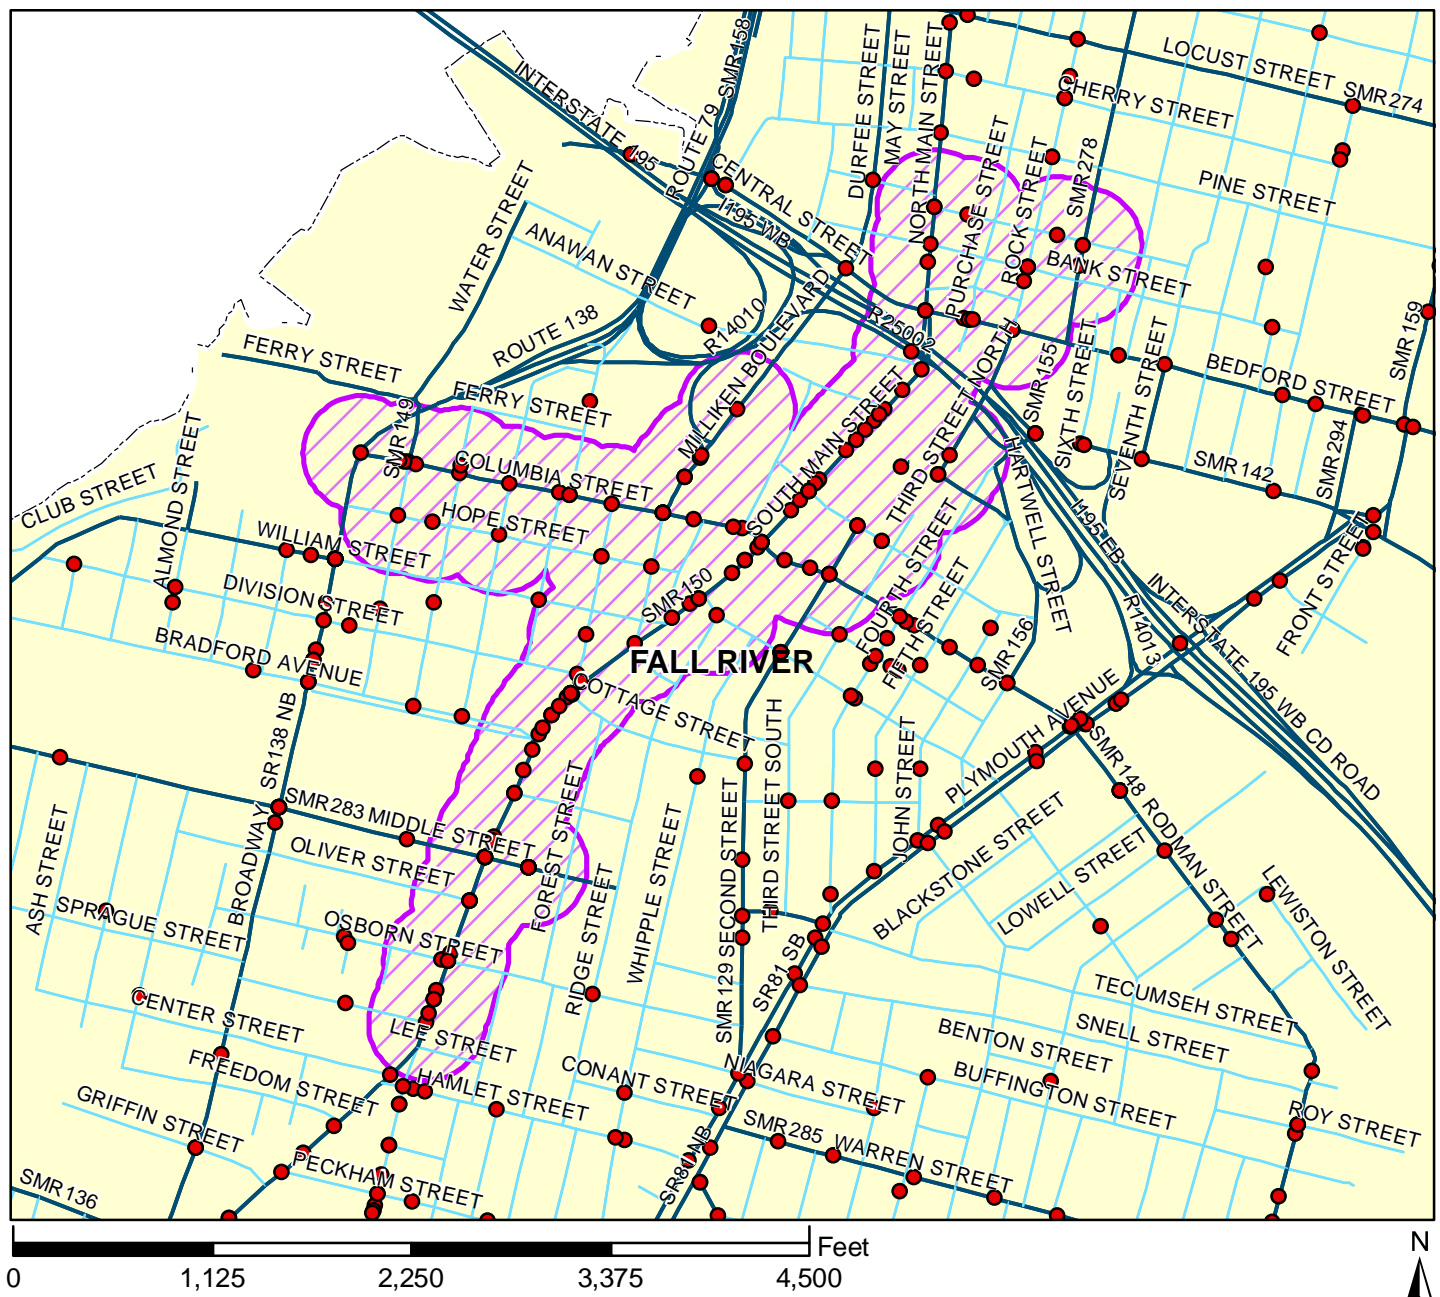 LOCUST STREET
SMR 274
CHERRY STREET
PINE STREET
DURFEE STREET
MAY STREET
NORTH MAIN STREET
PURCHASE STREET
ROCK STREET
SMR 278
BANK STREET
INTERSTATE 195
ROUTE 79
SMR 158
CENTRAL STREET
I195 WB
WATER STREET
ANAWAN STREET
ROUTE 138
R14010
MILLIKEN BOULEVARD
R25002
FERRY STREET
FERRY STREET
SMR 149
SMR 155
SIXTH STREET
SEVENTH STREET
BEDFORD STREET
SMR 159
SMR 294
SMR 142
THIRD STREET NORTH
SOUTH MAIN STREET
COLUMBIA STREET
HOPE STREET
CLUB STREET
ALMOND STREET
WILLIAM STREET
DIVISION STREET
BRADFORD AVENUE
SMR 150
FOURTH STREET
FIFTH STREET
HARTWELL STREET
I195 EB
R14013
INTERSTATE 195 WB CD ROAD
FRONT STREET
SMR 156
FALL RIVER
COTTAGE STREET
SR138 NB
BROADWAY
SMR 283 MIDDLE STREET
OLIVER STREET
OSBORN STREET
ASH STREET
SPRAGUE STREET
CENTER STREET
FREEDOM STREET
GRIFFIN STREET
SMR 136
PECKHAM STREET
LEE STREET
HAMLET STREET
FOREST STREET
RIDGE STREET
WHIPPLE STREET
SMR 129 SECOND STREET
THIRD STREET SOUTH
JOHN STREET
PLYMOUTH AVENUE
SMR 148 RODMAN STREET
BLACKSTONE STREET
LOWELL STREET
LEWISTON STREET
TECUMSEH STREET
SNELL STREET
BENTON STREET
BUFFINGTON STREET
ROY STREET
SR81 SB
NIAGARA STREET
CONANT STREET
SMR 285 WARREN STREET
SR81 NB
Feet
0 1,125 2,250 3,375 4,500
N